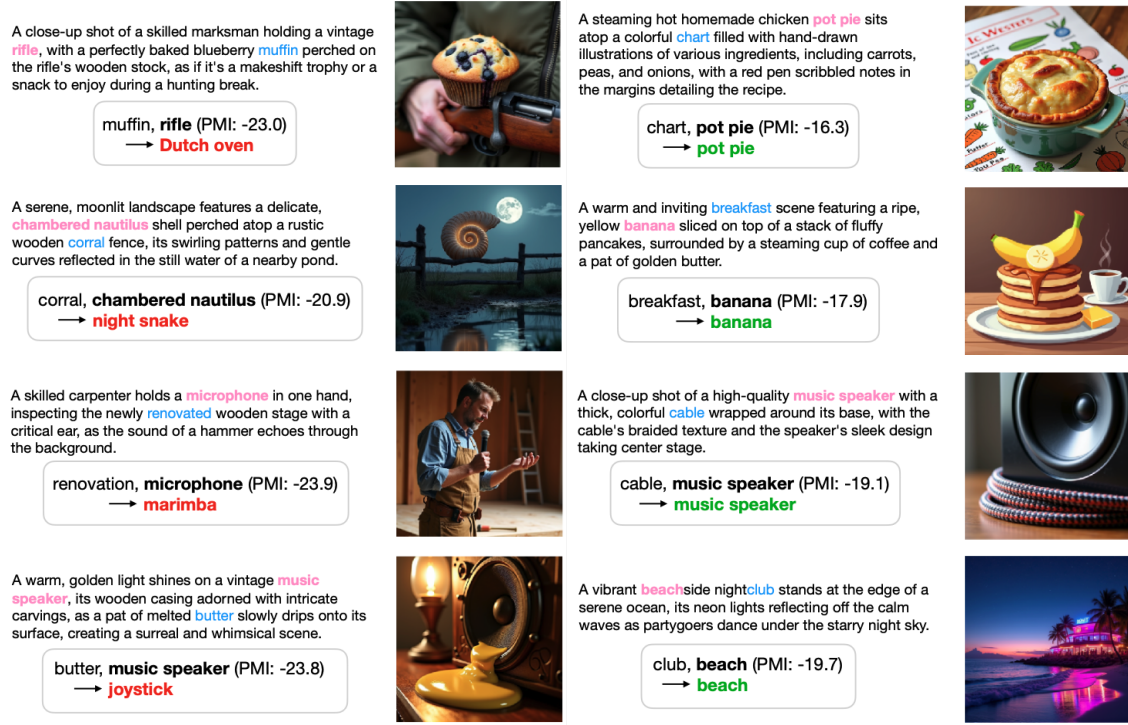 A close-up shot of a skilled marksman holding a vintage
rifle, with a perfectly baked blueberry muffin perched on
the rifle's wooden stock, as if it's a makeshift trophy or a
snack to enjoy during a hunting break.
muffin, rifle (PMI: -23.0)
→ Dutch oven
A serene, moonlit landscape features a delicate,
chambered nautilus shell perched atop a rustic
wooden corral fence, its swirling patterns and gentle
curves reflected in the still water of a nearby pond.
corral, chambered nautilus (PMI: -20.9)
→ night snake
A skilled carpenter holds a microphone in one hand,
inspecting the newly renovated wooden stage with a
critical ear, as the sound of a hammer echoes through
the background.
renovation, microphone (PMI: -23.9)
→ marimba
A warm, golden light shines on a vintage music
speaker, its wooden casing adorned with intricate
carvings, as a pat of melted butter slowly drips onto its
surface, creating a surreal and whimsical scene.
butter, music speaker (PMI: -23.8)
→ joystick
A steaming hot homemade chicken pot pie sits
atop a colorful chart filled with hand-drawn
illustrations of various ingredients, including carrots,
peas, and onions, with a red pen scribbled notes in
the margins detailing the recipe.
chart, pot pie (PMI: -16.3)
→ pot pie
A warm and inviting breakfast scene featuring a ripe,
yellow banana sliced on top of a stack of fluffy
pancakes, surrounded by a steaming cup of coffee and
a pat of golden butter.
breakfast, banana (PMI: -17.9)
→ banana
A close-up shot of a high-quality music speaker with a
thick, colorful cable wrapped around its base, with the
cable's braided texture and the speaker's sleek design
taking center stage.
cable, music speaker (PMI: -19.1)
→ music speaker
A vibrant beachside nightclub stands at the edge of a
serene ocean, its neon lights reflecting off the calm
waves as partygoers dance under the starry night sky.
club, beach (PMI: -19.7)
→ beach